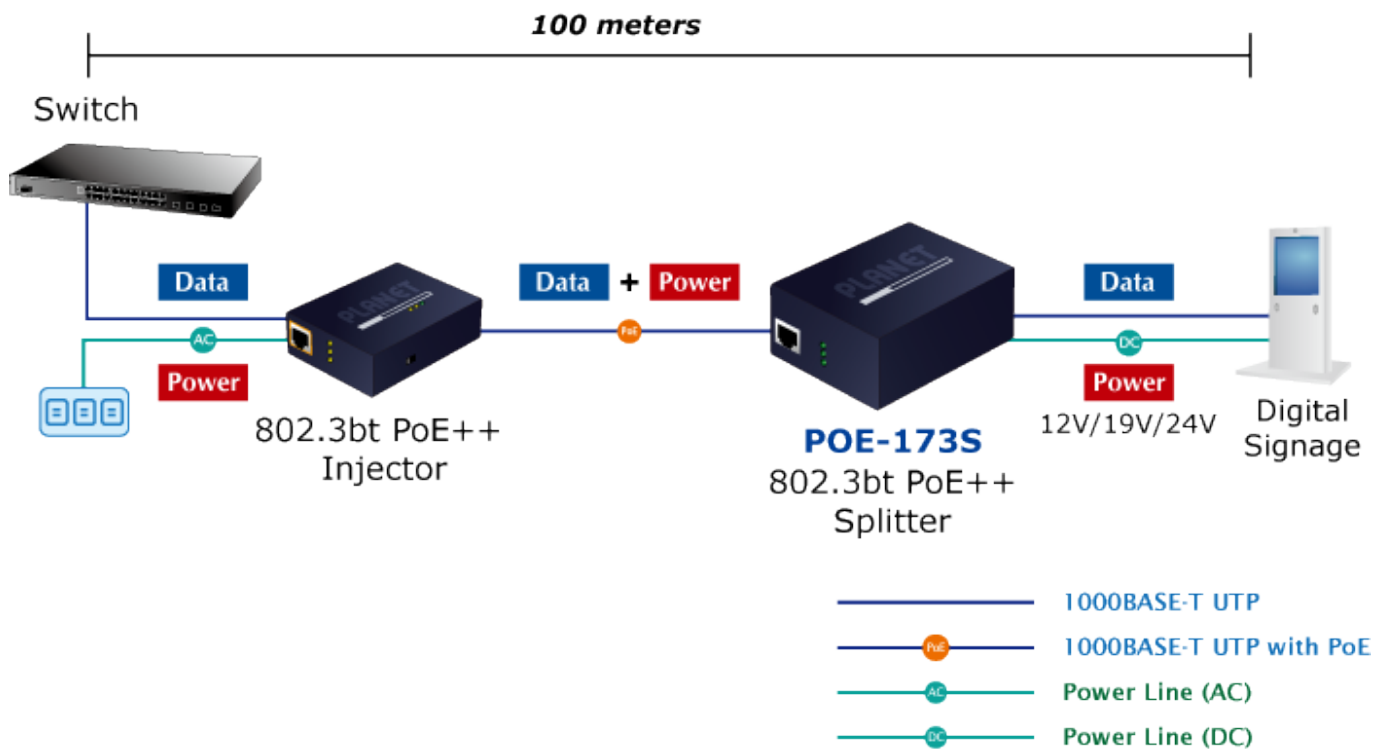 100 meters
Switch
Data
AC
Power
PLANET
802.3bt PoE++
Injector
Data + Power
PoE
PLANET
POE-173S
802.3bt PoE++
Splitter
Data
DC
Power
12V/19V/24V
Digital
Signage
1000BASE-T UTP
PoE 1000BASE-T UTP with PoE
AC Power Line (AC)
DC Power Line (DC)